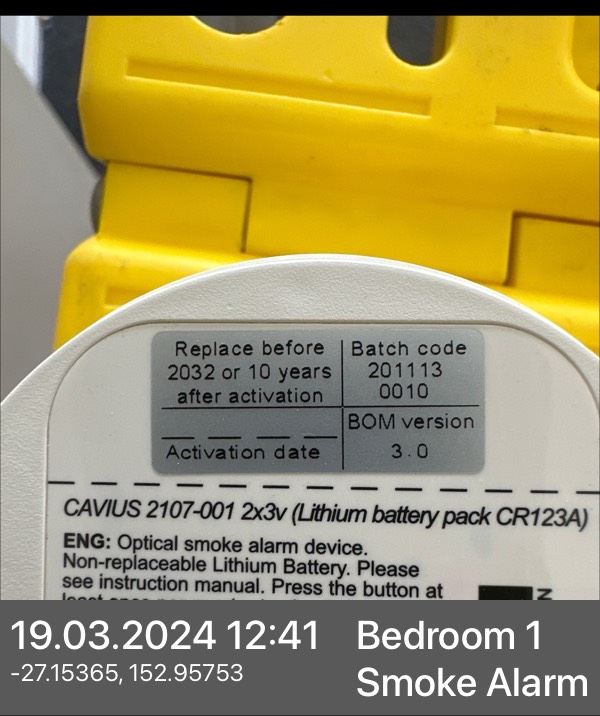 Replace before
2032 or 10 years
after activation
Batch code
201113
0010
Activation date
BOM version
3.0
CAVIUS 2107-001 2x3v (Lithium battery pack CR123A)
ENG: Optical smoke alarm device.
Non-replaceable Lithium Battery. Please
see instruction manual. Press the button at
19.03.2024 12:41
-27.15365, 152.95753
Bedroom 1
Smoke Alarm